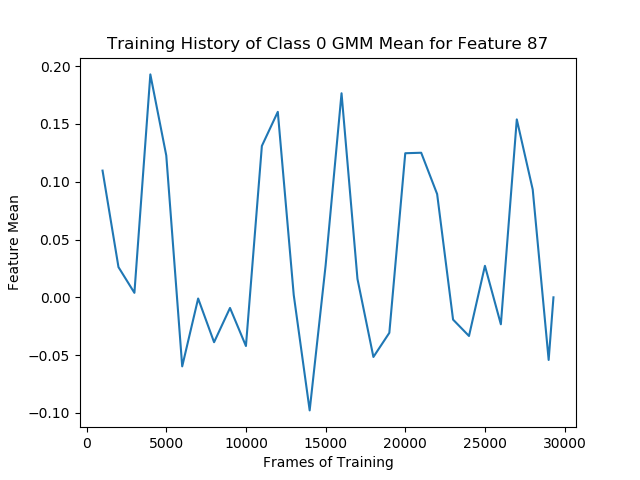 Training History of Class 0 GMM Mean for Feature 87
0.20
0.15
0.10
0.05
0.00
−0.05
−0.10
Feature Mean
0 5000 10000 15000 20000 25000 30000
Frames of Training